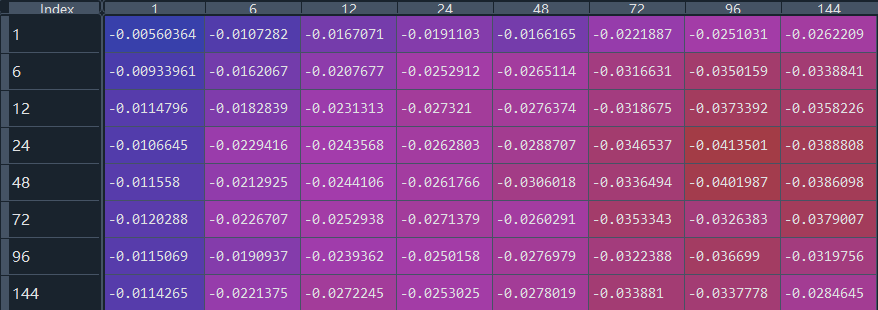 Index 1 6 12 24 48 72 96 144
1 -0.00560364 -0.0107282 -0.0167071 -0.0191103 -0.0166165 -0.0221887 -0.0251031 -0.0262209
6 -0.00933961 -0.0162067 -0.0207677 -0.0252912 -0.0265114 -0.0316631 -0.0350159 -0.0338841
12 -0.0114796 -0.0182839 -0.0231313 -0.027321 -0.0276374 -0.0318675 -0.0373392 -0.0358226
24 -0.0106645 -0.0229416 -0.0243568 -0.0262803 -0.0288707 -0.0346537 -0.0413501 -0.0388808
48 -0.011558 -0.0212925 -0.0244106 -0.0261766 -0.0306018 -0.0336494 -0.0401987 -0.0386098
72 -0.0120288 -0.0226707 -0.0252938 -0.0271379 -0.0260291 -0.0353343 -0.0326383 -0.0379007
96 -0.0115069 -0.0190937 -0.0239362 -0.0250158 -0.0276979 -0.0322388 -0.036699 -0.0319756
144 -0.0114265 -0.0221375 -0.0272245 -0.0253025 -0.0278019 -0.033881 -0.0337778 -0.0284645